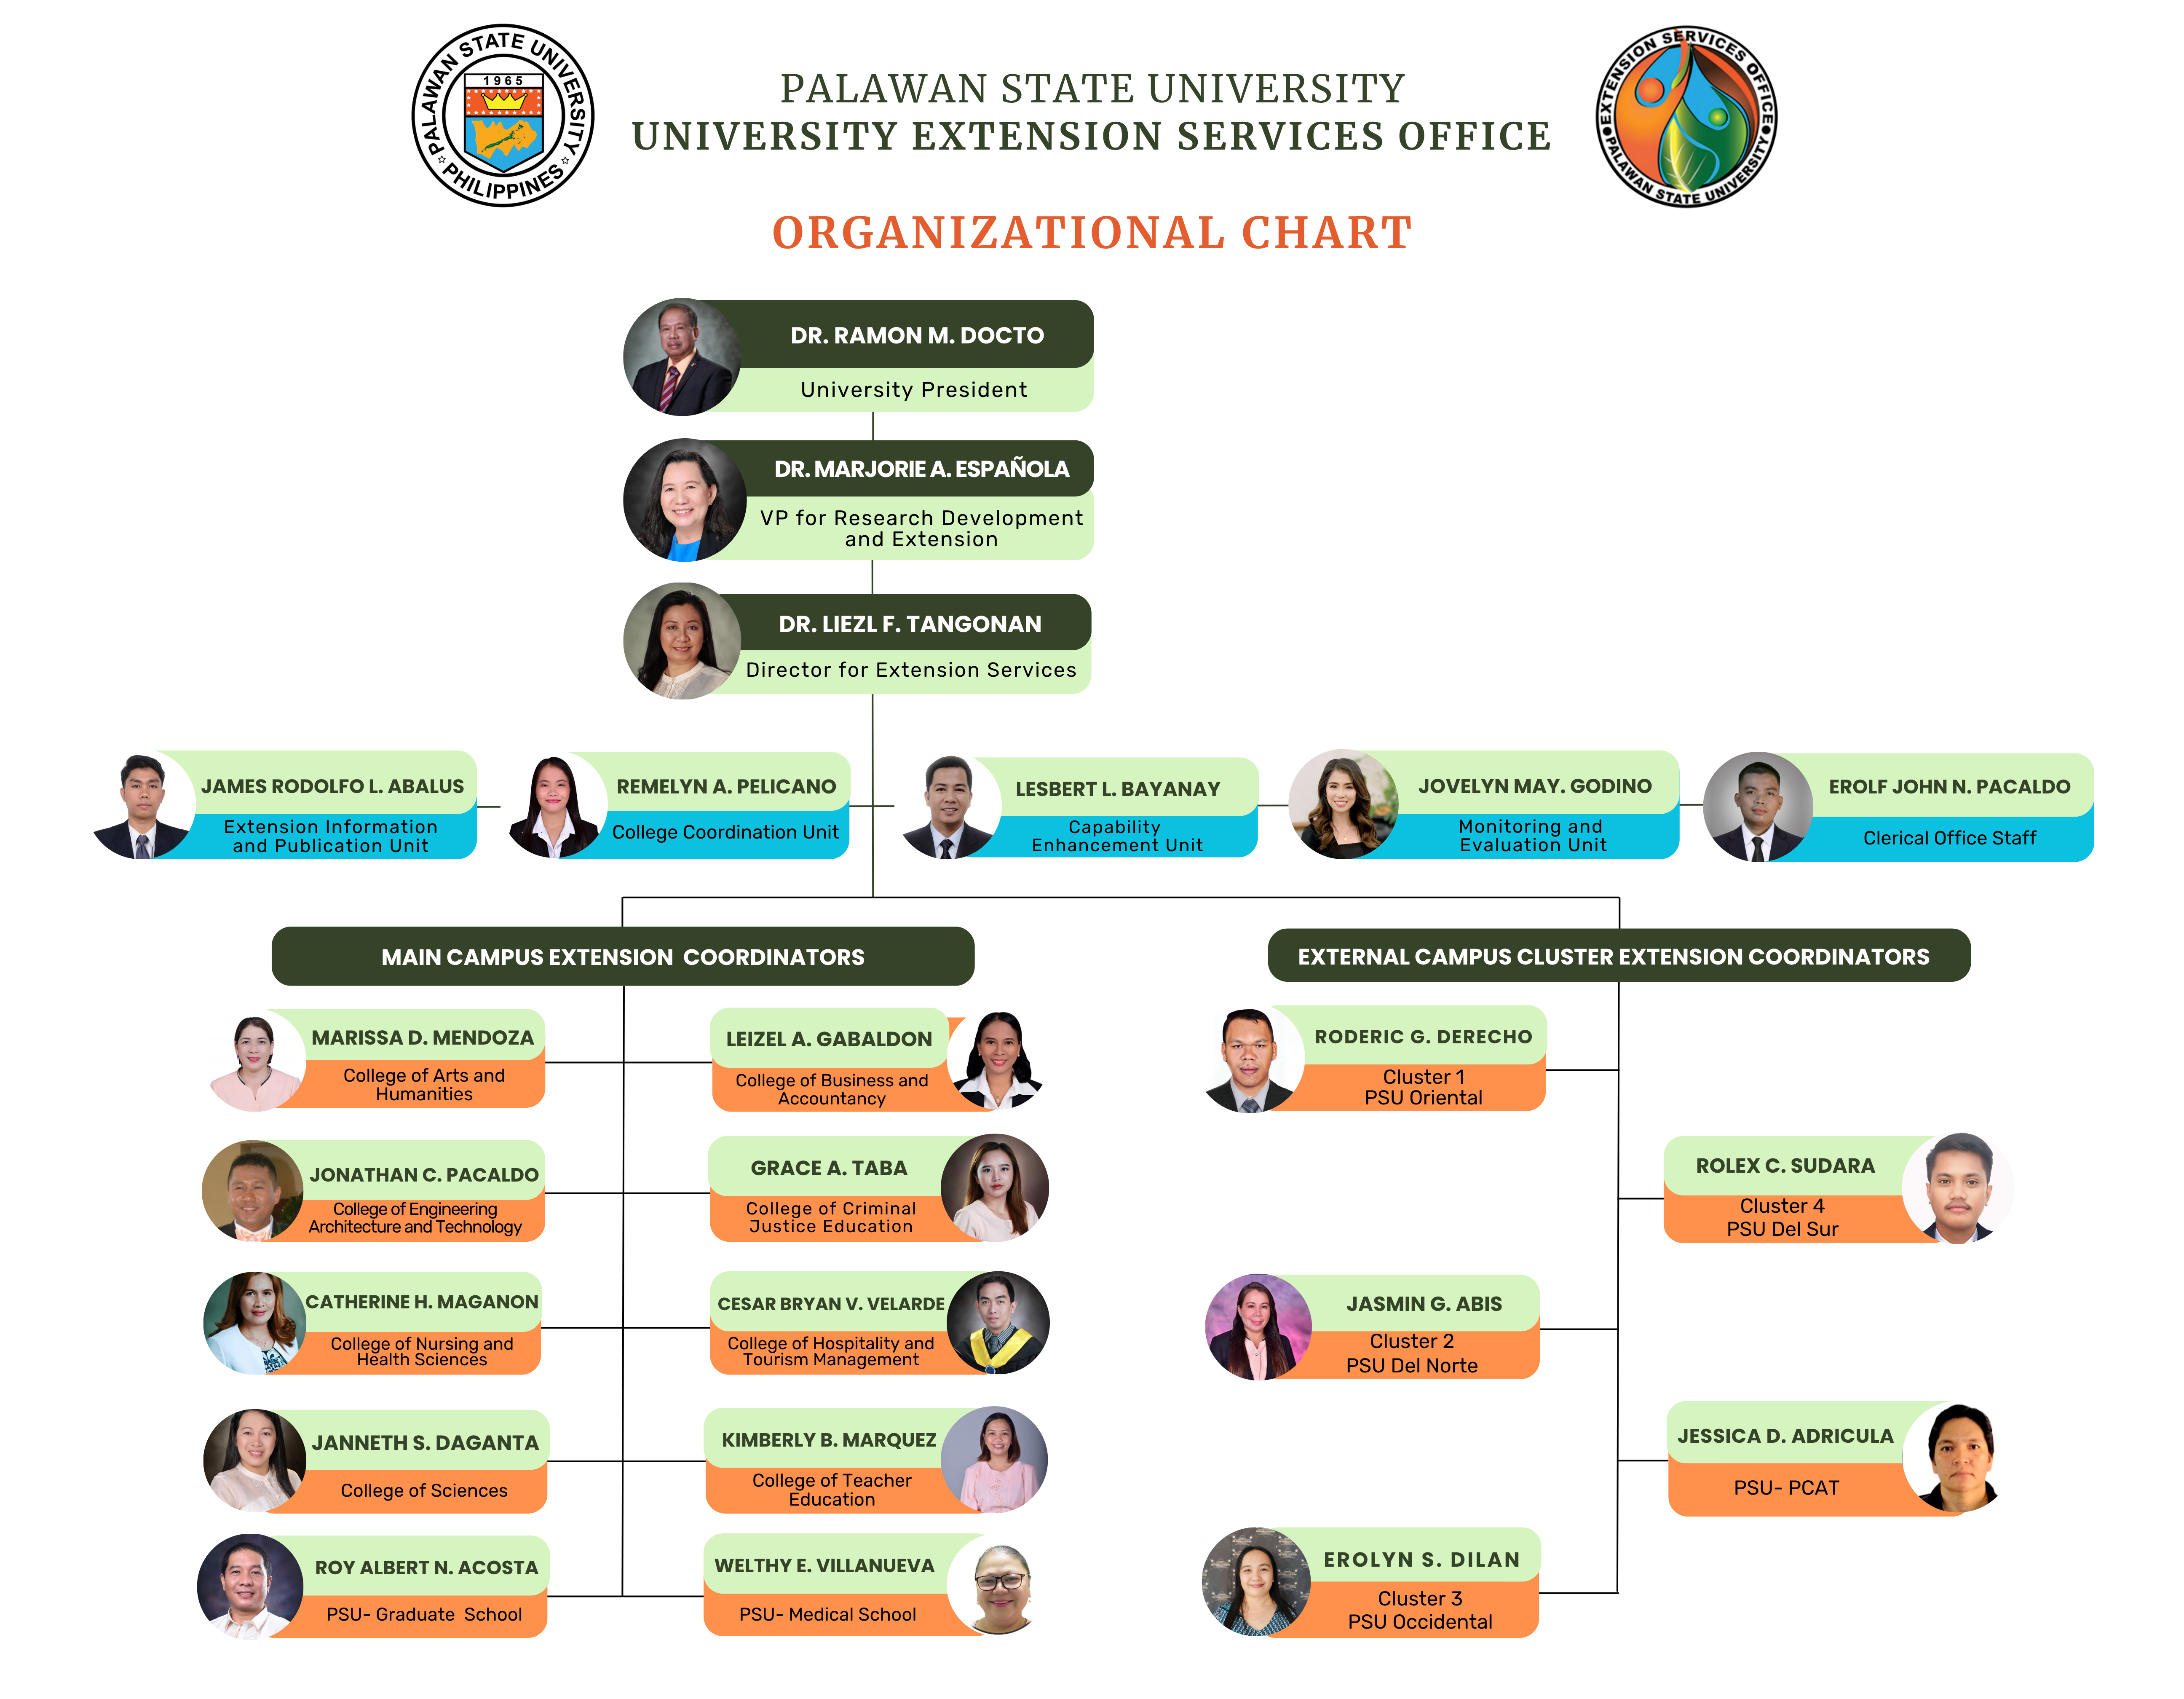 PALAWAN STATE UNIVERSITY
PHILIPPINES
1965
PALAWAN STATE UNIVERSITY
UNIVERSITY EXTENSION SERVICES OFFICE
EXTENSION SERVICES OFFICE
PALAWAN STATE UNIVERSITY
ORGANIZATIONAL CHART
DR. RAMON M. DOCTO
University President
DR. MARJORIE A. ESPAÑOLA
VP for Research Development
and Extension
DR. LIEZL F. TANGONAN
Director for Extension Services
JAMES RODOLFO L. ABALUS
Extension Information
and Publication Unit
REMELYN A. PELICANO
College Coordination Unit
LESBERT L. BAYANAY
Capability
Enhancement Unit
JOVELYN MAY. GODINO
Monitoring and
Evaluation Unit
EROLF JOHN N. PACALDO
Clerical Office Staff
MAIN CAMPUS EXTENSION COORDINATORS
MARISSA D. MENDOZA
College of Arts and
Humanities
LEIZEL A. GABALDON
College of Business and
Accountancy
JONATHAN C. PACALDO
College of Engineering
Architecture and Technology
GRACE A. TABA
College of Criminal
Justice Education
CATHERINE H. MAGANON
College of Nursing and
Health Sciences
CESAR BRYAN V. VELARDE
College of Hospitality and
Tourism Management
JANNETH S. DAGANTA
College of Sciences
KIMBERLY B. MARQUEZ
College of Teacher
Education
ROY ALBERT N. ACOSTA
PSU- Graduate School
WELTHY E. VILLANUEVA
PSU- Medical School
EXTERNAL CAMPUS CLUSTER EXTENSION COORDINATORS
RODERIC G. DERECHO
Cluster 1
PSU Oriental
ROLEX C. SUDARA
Cluster 4
PSU Del Sur
JASMIN G. ABIS
Cluster 2
PSU Del Norte
JESSICA D. ADRICULA
PSU- PCAT
EROLYN S. DILAN
Cluster 3
PSU Occidental